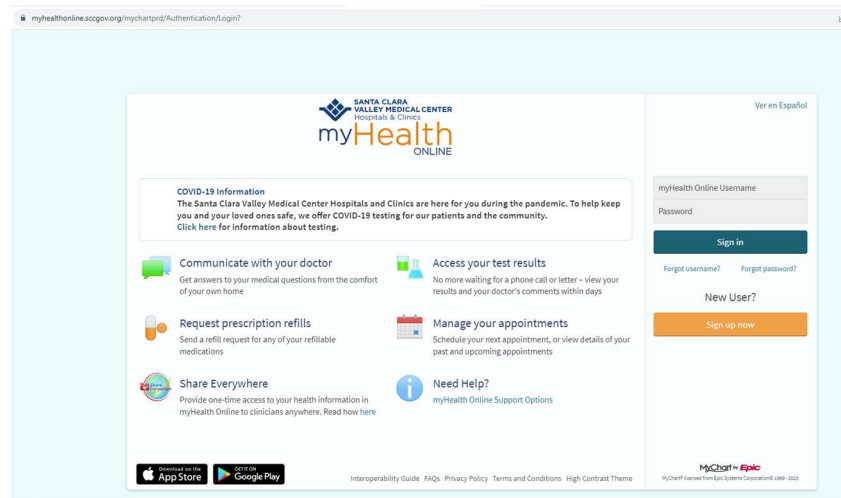 myhealthonline.sccgov.org/mychartprd/Authentication/Login?
SANTA CLARA
VALLEY MEDICAL CENTER
Hospitals & Clinics
myHealth
ONLINE
Ver en Español
COVID-19 Information
The Santa Clara Valley Medical Center Hospitals and Clinics are here for you during the pandemic. To help keep
you and your loved ones safe, we offer COVID-19 testing for our patients and the community.
Click here for information about testing.
Communicate with your doctor
Get answers to your medical questions from the comfort
of your own home
Access your test results
No more waiting for a phone call or letter – view your
results and your doctor's comments within days
Request prescription refills
Send a refill request for any of your refillable
medications
Manage your appointments
Schedule your next appointment, or view details of your
past and upcoming appointments
Share Everywhere
Provide one-time access to your health information in
myHealth Online to clinicians anywhere. Read how here
Need Help?
myHealth Online Support Options
myHealth Online Username
Password
Sign in
Forgot username? Forgot password?
New User?
Sign up now
Download on the
App Store
GET IT ON
Google Play
Interoperability Guide FAQs Privacy Policy Terms and Conditions High Contrast Theme
MyChart by Epic
MyChart® licensed from Epic Systems Corporation© 1999 - 2023